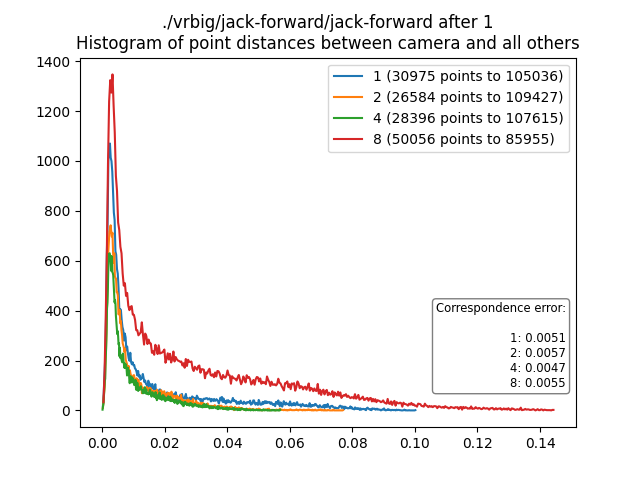 ./vrbig/jack-forward/jack-forward after 1
Histogram of point distances between camera and all others
1400
1200
1000
800
600
400
200
0
0.00 0.02 0.04 0.06 0.08 0.10 0.12 0.14
1 (30975 points to 105036)
2 (26584 points to 109427)
4 (28396 points to 107615)
8 (50056 points to 85955)
Correspondence error:
1: 0.0051
2: 0.0057
4: 0.0047
8: 0.0055